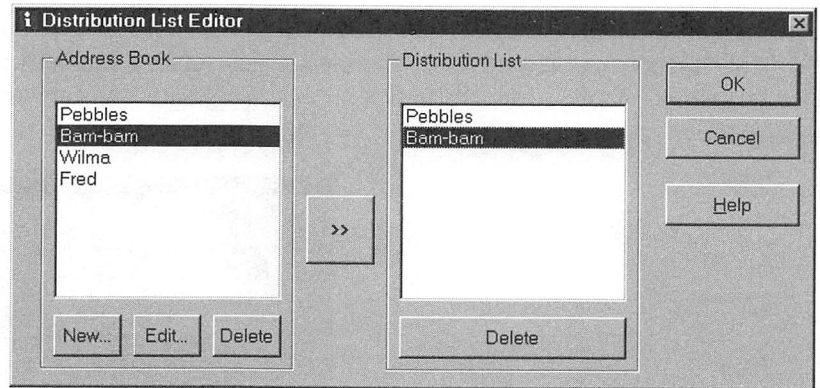 Distribution List Editor
Address Book
Pebbles
Bam-bam
Wilma
Fred
New...
Edit...
Delete
>>
Distribution List
Pebbles
Bam-bam
Delete
OK
Cancel
Help